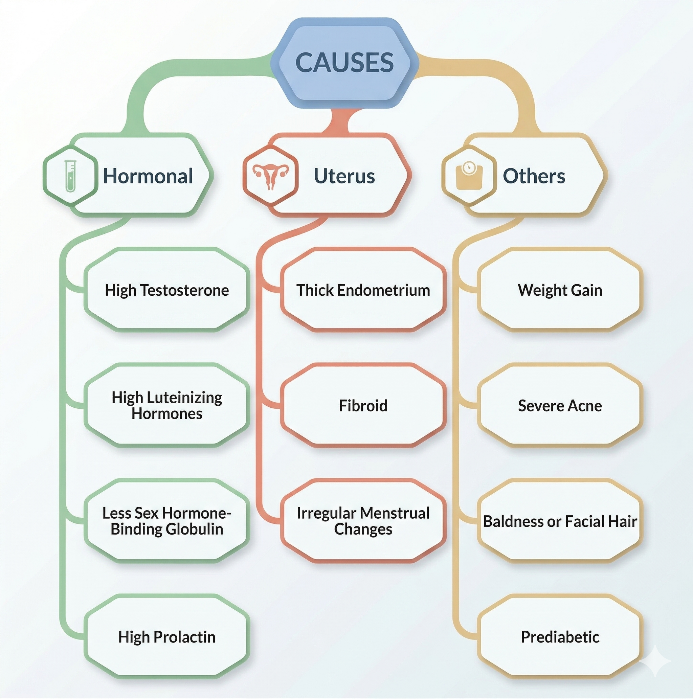 CAUSES
Hormonal
Uterus
Others
High Testosterone
Thick Endometrium
Weight Gain
High Luteinizing
Hormones
Fibroid
Severe Acne
Less Sex Hormone-
Binding Globulin
Irregular Menstrual
Changes
Baldness or Facial Hair
High Prolactin
Prediabetic